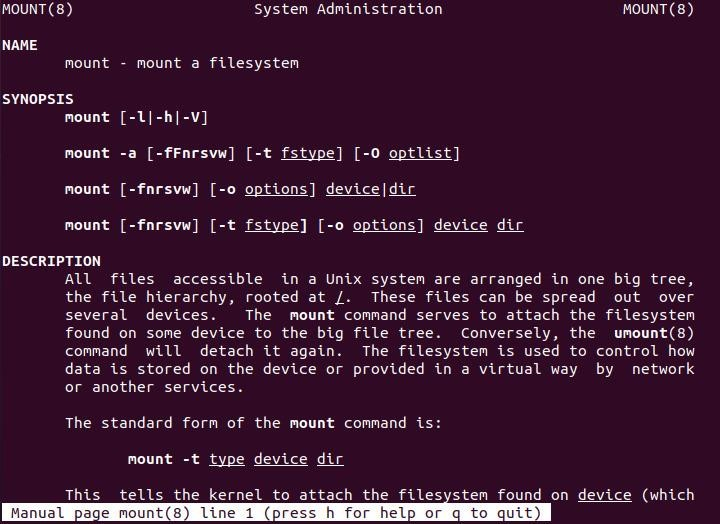 MOUNT(8) System Administration MOUNT(8)
NAME
mount - mount a filesystem
SYNOPSIS
mount [-l|-h|-V]
mount -a [-fFnrsvw] [-t fstype] [-O optlist]
mount [-fnrsvw] [-o options] device|dir
mount [-fnrsvw] [-t fstype] [-o options] device dir
DESCRIPTION
All files accessible in a Unix system are arranged in one big tree,
the file hierarchy, rooted at /. These files can be spread out over
several devices. The mount command serves to attach the filesystem
found on some device to the big file tree. Conversely, the umount(8)
command will detach it again. The filesystem is used to control how
data is stored on the device or provided in a virtual way by network
or another services.
The standard form of the mount command is:
mount -t type device dir
This tells the kernel to attach the filesystem found on device (which
Manual page mount(8) line 1 (press h for help or q to quit)